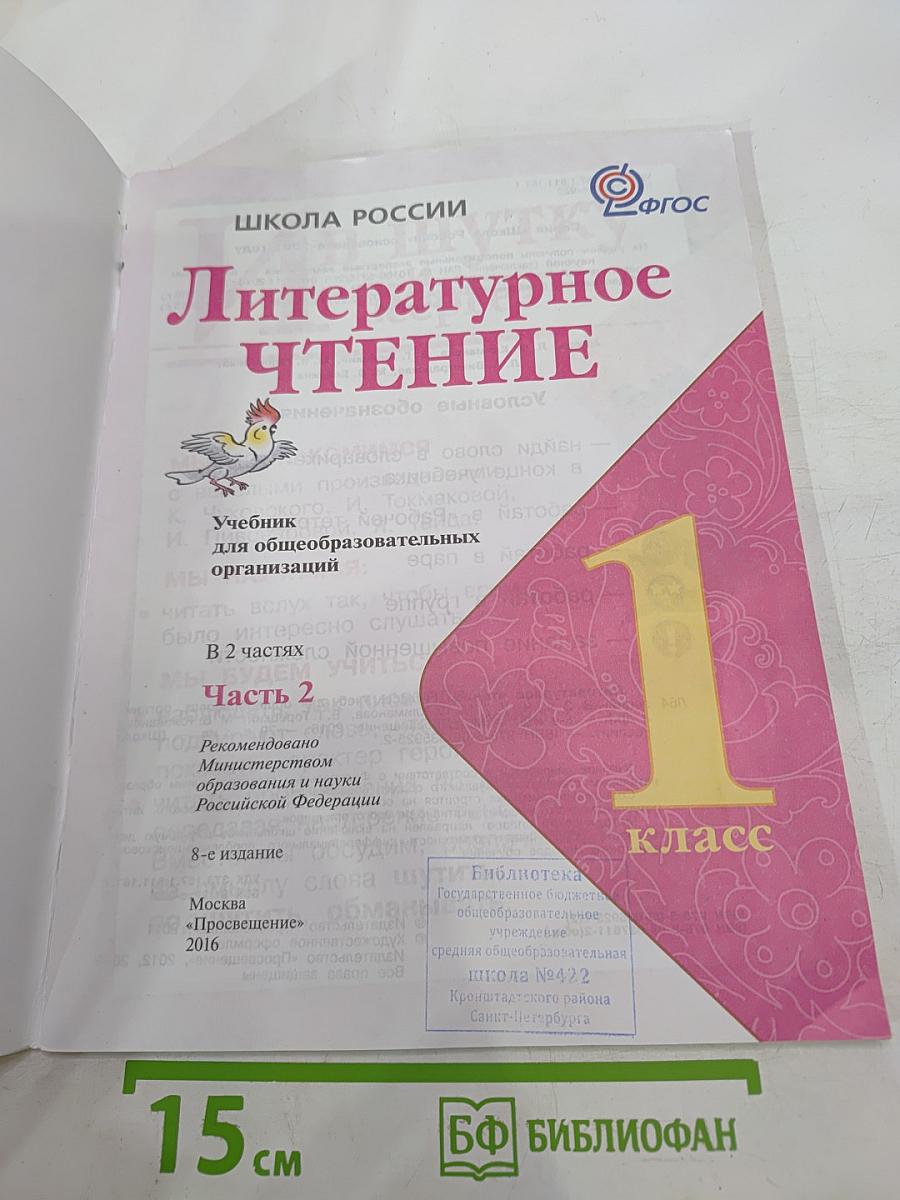 ШКОЛА РОССИИ
ФГОС
Литературное
ЧТЕНИЕ
Учебник
для общеобразовательных
организаций
В 2 частях
Часть 2
Рекомендовано
Министерством
образования и науки
Российской Федерации
8-е издание
Москва
«Просвещение»
2016
1
класс
Библиотека
Государственное бюджетн
общеобразовательное
учреждение
средняя общеобразовательная
школа №422
Кронштадтского района
Санкт-Петербурга
15 см
БФ БИБЛИОФАН